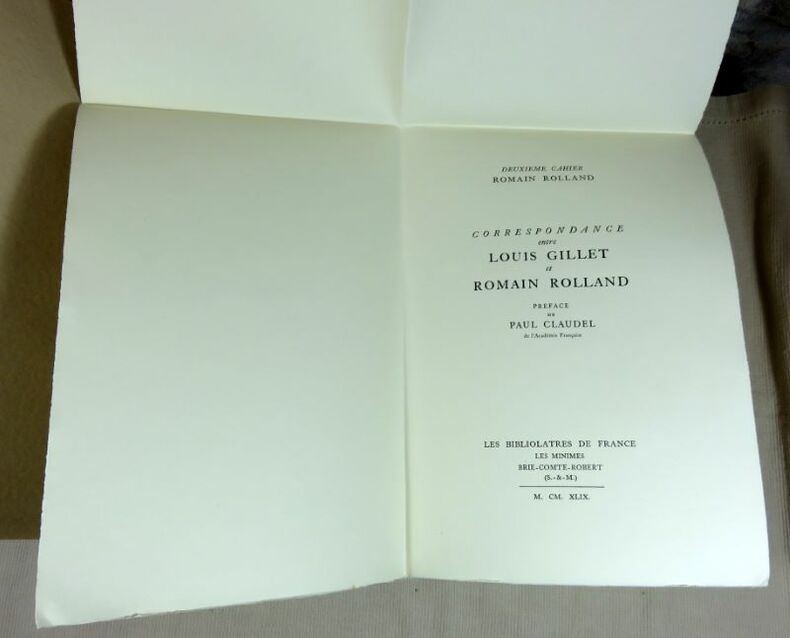 DEUXIEME CAHIER
ROMAIN ROLLAND
CORRESPONDANCE
entre
LOUIS GILLET
et
ROMAIN ROLLAND
PREFACE
DE
PAUL CLAUDEL
de l'Académie Française
LES BIBLIOLATRES DE FRANCE
LES MINIMES
BRIE-COMTE-ROBERT
(S.-&-M.)
M. CM. XLIX.